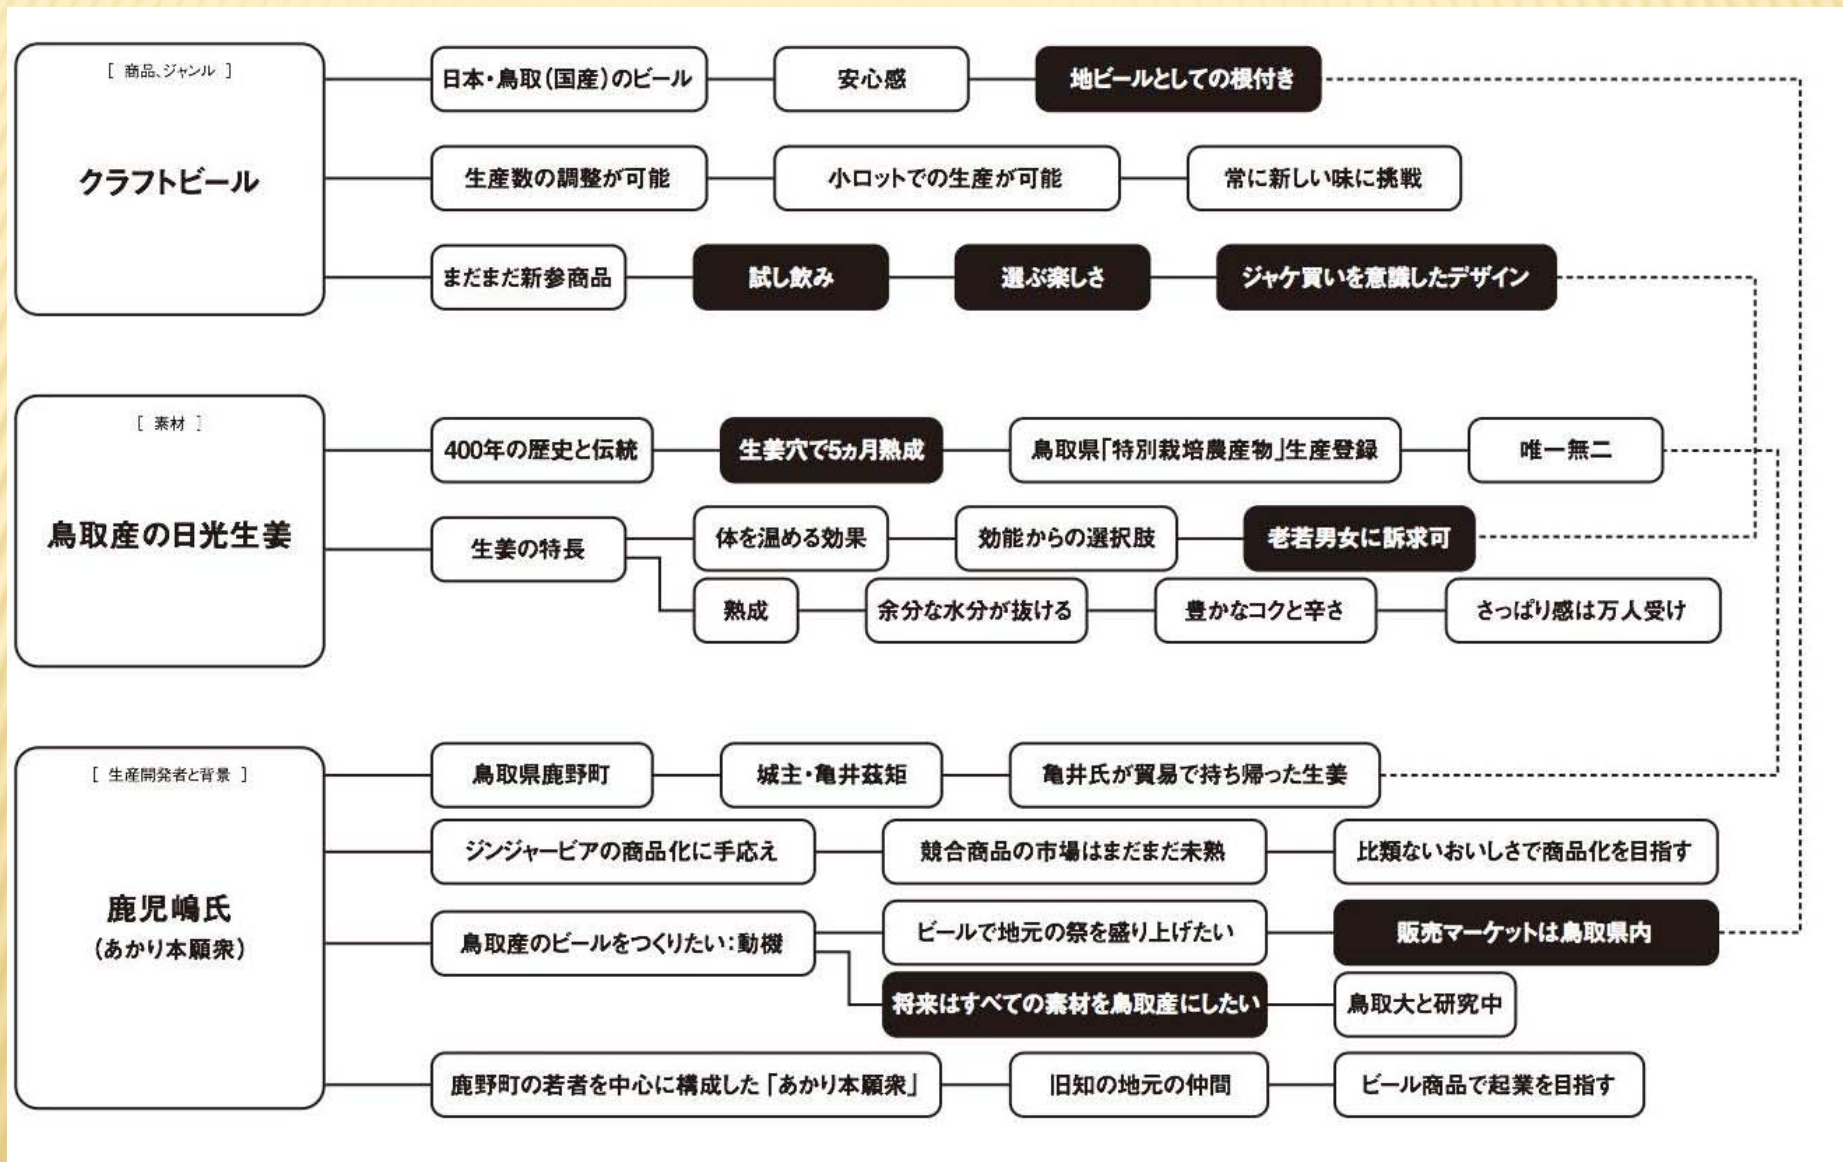 [ 商品、ジャンル ]
クラフトビール
日本・鳥取(国産)のビール
安心感
地ビールとしての根付き
生産数の調整が可能
小ロットでの生産が可能
常に新しい味に挑戦
まだまだ新参商品
試し飲み
選ぶ楽しさ
ジャケ買いを意識したデザイン
[ 素材 ]
鳥取産の日光生姜
400年の歴史と伝統
生姜穴で5ヵ月熟成
鳥取県「特別栽培農産物」生産登録
唯一無二
生姜の特長
体を温める効果
効能からの選択肢
老若男女に訴求可
熟成
余分な水分が抜ける
豊かなコクと辛さ
さっぱり感は万人受け
[ 生産開発者と背景 ]
鹿児嶋氏
(あかり本願衆)
鳥取県鹿野町
城主・亀井茲矩
亀井氏が貿易で持ち帰った生姜
ジンジャービアの商品化に手応え
競合商品の市場はまだまだ未熟
比類ないおいしさで商品化を目指す
鳥取産のビールをつくりたい:動機
ビールで地元の祭を盛り上げたい
販売マーケットは鳥取県内
将来はすべての素材を鳥取産にしたい
鳥取大と研究中
鹿野町の若者を中心に構成した「あかり本願衆」
旧知の地元の仲間
ビール商品で起業を目指す